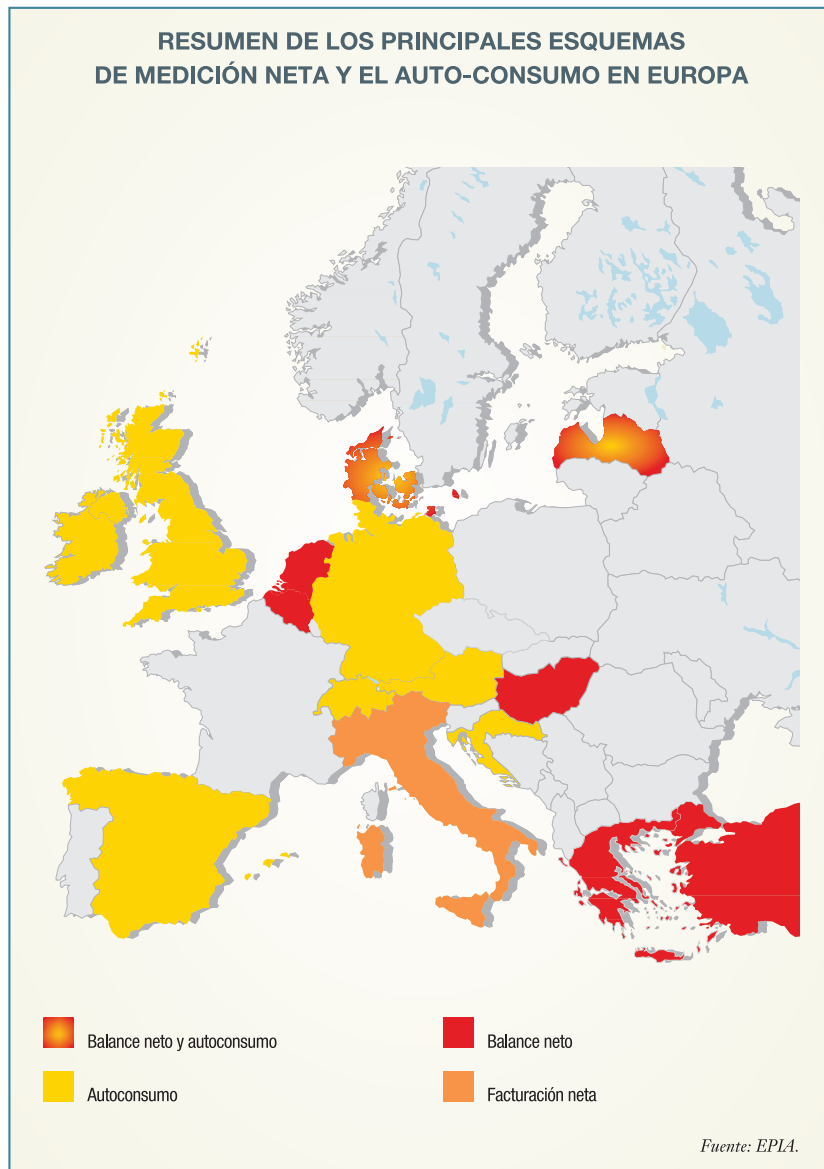 RESUMEN DE LOS PRINCIPALES ESQUEMAS
DE MEDICIÓN NETA Y EL AUTO-CONSUMO EN EUROPA
Balance neto y autoconsumo
Balance neto
Autoconsumo
Facturación neta
Fuente: EPIA.